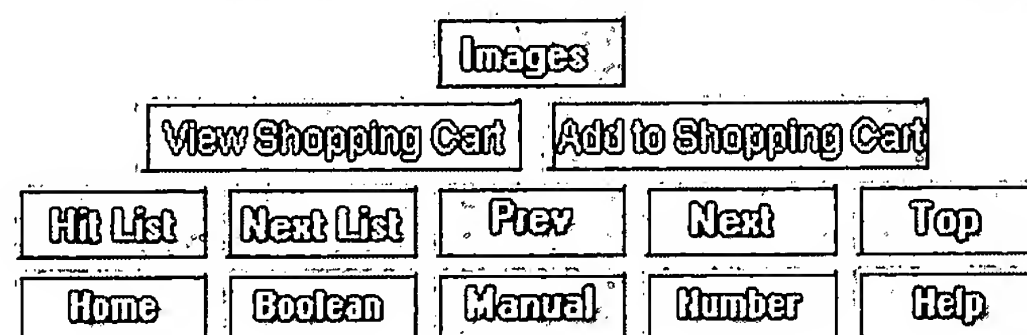 Images
View Shopping Cart Add to Shopping Cart
Hit List Next List Prev Next Top
Home Boolean Manual Number Help